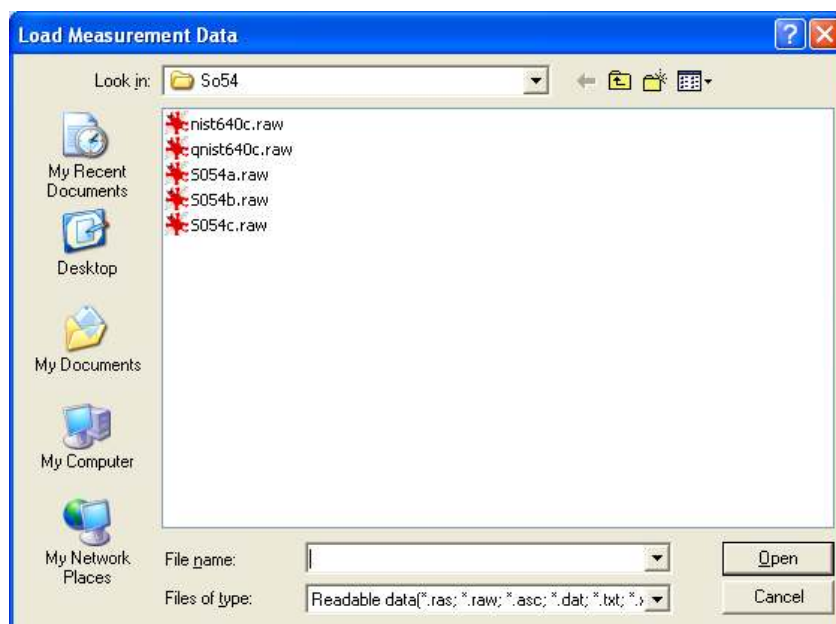 Load Measurement Data
Look in: So54
nist640c.raw
qnist640c.raw
S054a.raw
S054b.raw
S054c.raw
My Recent
Documents
Desktop
My Documents
My Computer
My Network
Places
File name:
Open
Files of type: Readable data(*.ras; *.raw; *.asc; *.dat; *.txt; *.
Cancel